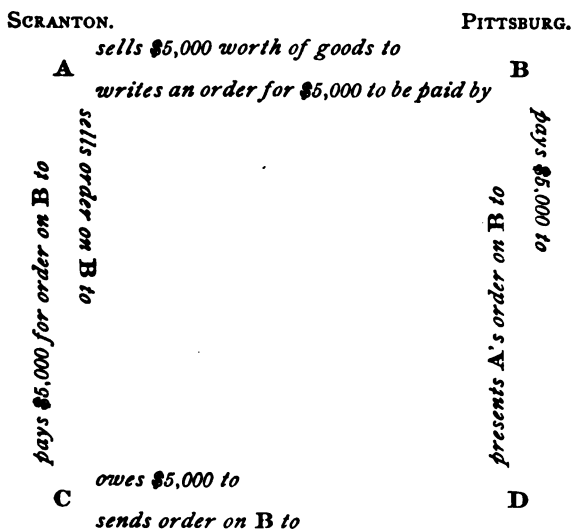 SCRANTON. PITTSBURG.
sells $5,000 worth of goods to
A B
writes an order for $5,000 to be paid by
sells order on B to
pays $5,000 for order on B to
pays $5,000 to
presents A's order on B to
owes $5,000 to
C D
sends order on B to